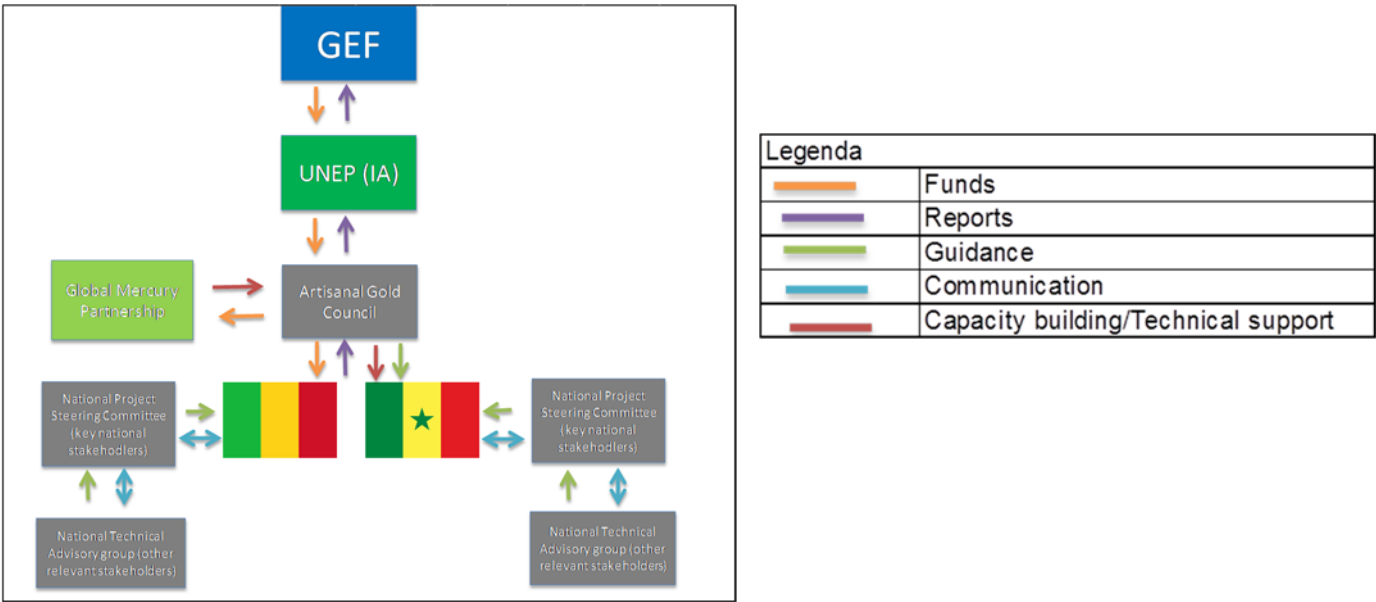 GEF
UNEP (IA)
Global Mercury
Partnership
Artisanal Gold
Council
National Project
Steering Committee
(key national
stakehodlers)
National Project
Steering Committee
(key national
stakehodlers)
National Technical
Advisory group (other
relevant stakeholders)
National Technical
Advisory group (other
relevant stakeholders)
Legenda
Funds
Reports
Guidance
Communication
Capacity building/Technical support